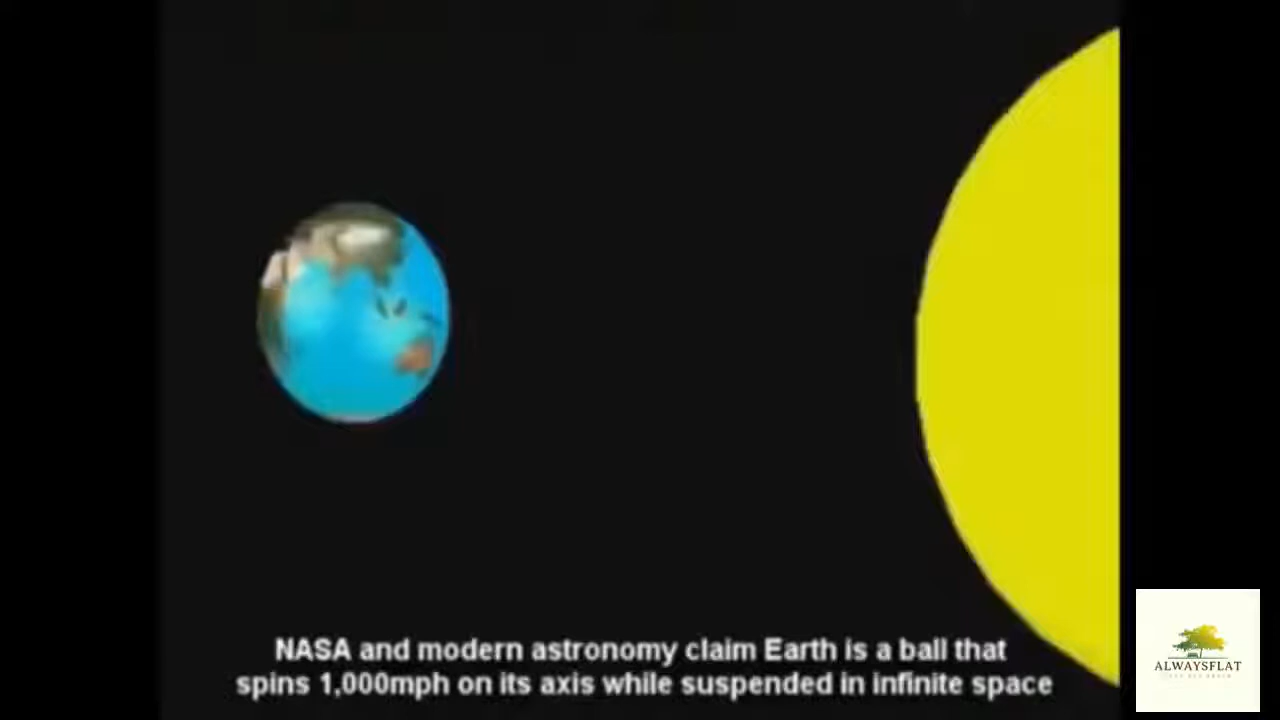 NASA and modern astronomy claim Earth is a ball that
spins 1,000mph on its axis while suspended in infinite space
ALWAYSFLAT